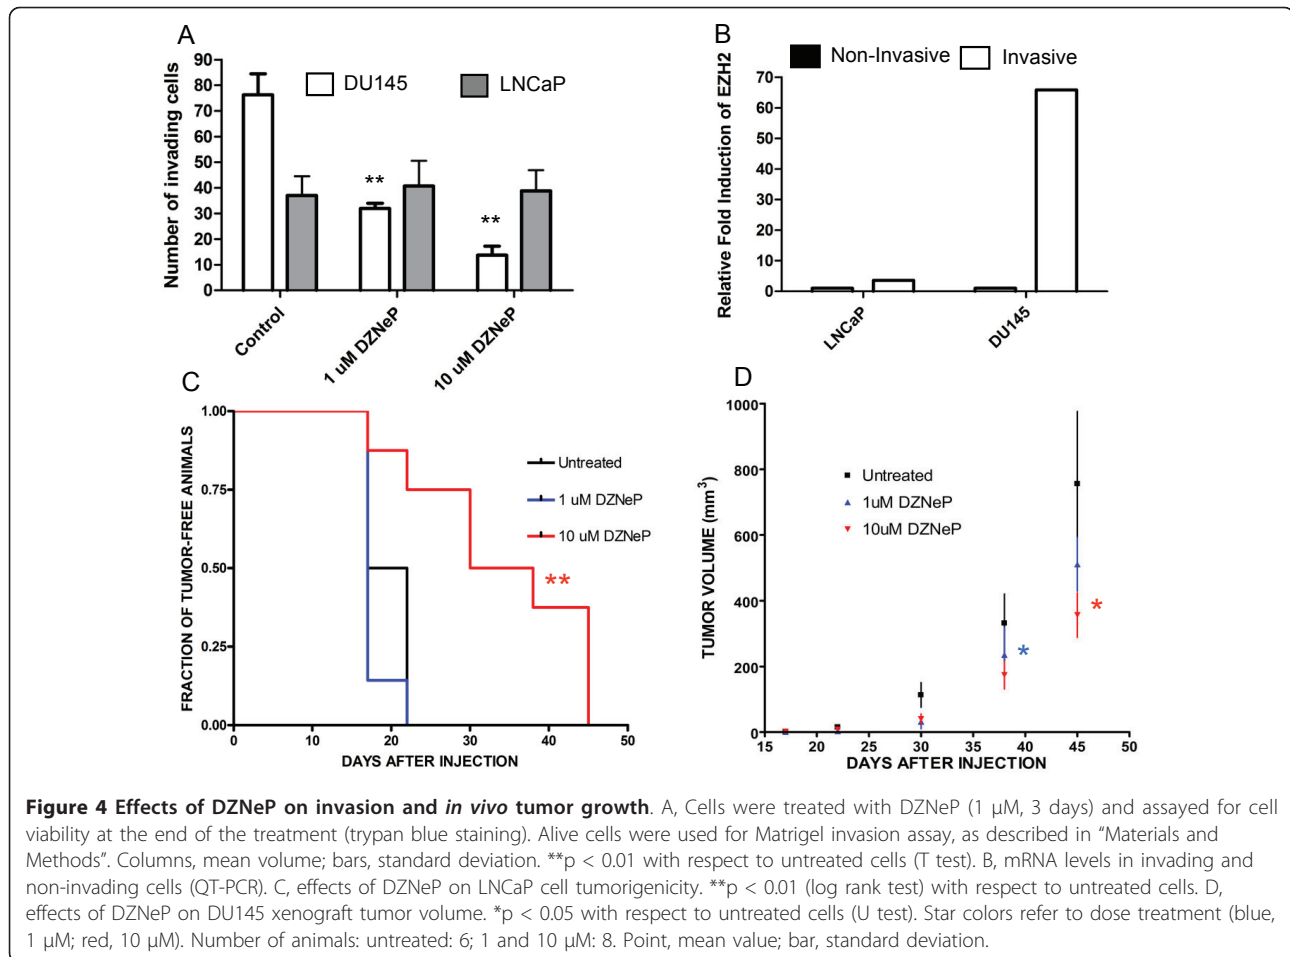 A
Number of invading cells
90
80
70
60
50
40
30
20
10
0
DU145
LNCaP
**
**
Control
1 uM DZNeP
10 uM DZNeP
B
Non-Invasive
Invasive
Relative Fold Induction of EZH2
70
60
50
40
30
20
10
0
LNCaP
DU145
C
FRACTION OF TUMOR-FREE ANIMALS
1.00
0.75
0.50
0.25
0.00
Untreated
1 uM DZNeP
10 uM DZNeP
**
0 10 20 30 40 50
DAYS AFTER INJECTION
D
TUMOR VOLUME (mm³)
1000
800
600
400
200
0
Untreated
1uM DZNeP
10uM DZNeP
*
*
15 20 25 30 35 40 45 50
DAYS AFTER INJECTION
Figure 4 Effects of DZNeP on invasion and in vivo tumor growth. A, Cells were treated with DZNeP (1 μM, 3 days) and assayed for cell
viability at the end of the treatment (trypan blue staining). Alive cells were used for Matrigel invasion assay, as described in “Materials and
Methods”. Columns, mean volume; bars, standard deviation. **p < 0.01 with respect to untreated cells (T test). B, mRNA levels in invading and
non-invading cells (QT-PCR). C, effects of DZNeP on LNCaP cell tumorigenicity. **p < 0.01 (log rank test) with respect to untreated cells. D,
effects of DZNeP on DU145 xenograft tumor volume. *p < 0.05 with respect to untreated cells (U test). Star colors refer to dose treatment (blue,
1 μM; red, 10 μM). Number of animals: untreated: 6; 1 and 10 μM: 8. Point, mean value; bar, standard deviation.